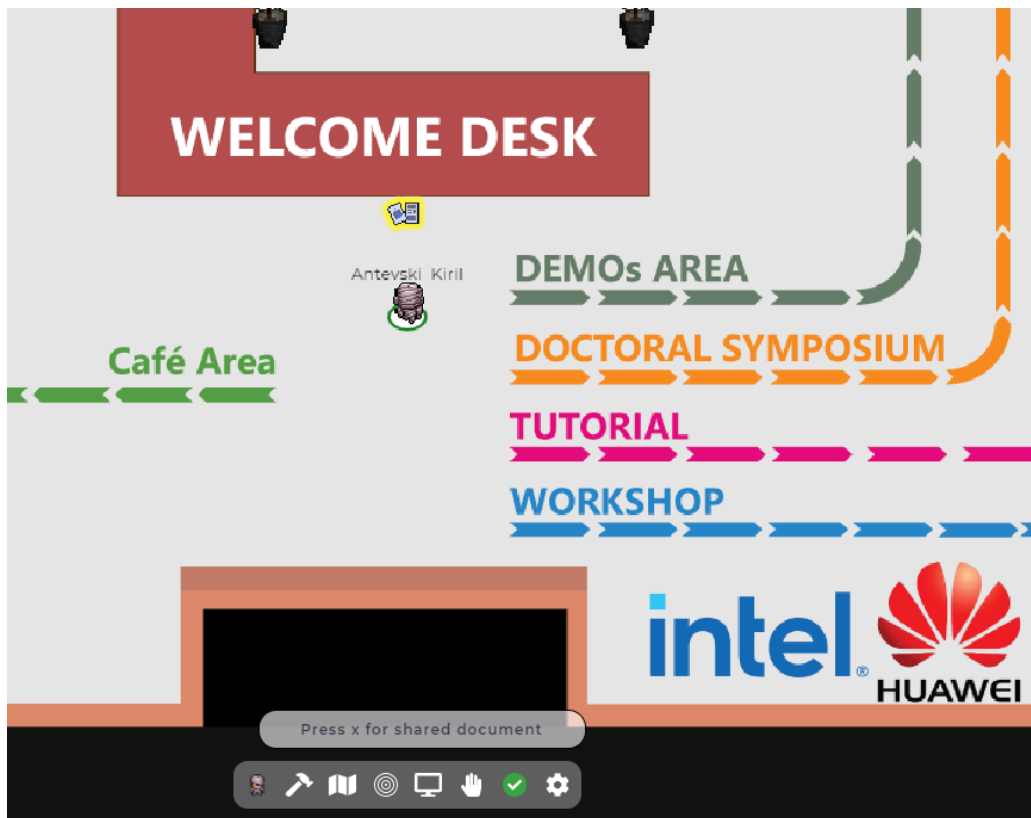 WELCOME DESK
Antevski Kiril
DEMOs AREA
DOCTORAL SYMPOSIUM
Café Area
TUTORIAL
WORKSHOP
intel®
HUAWEI
Press x for shared document